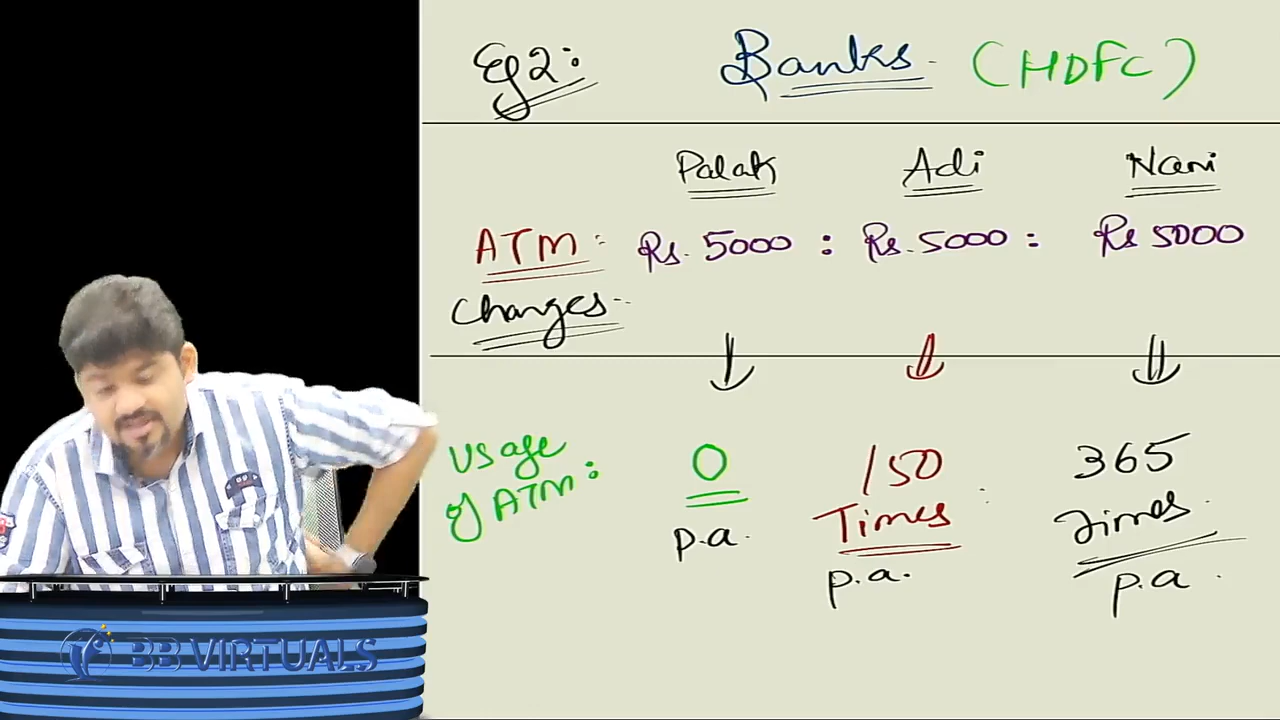 Eg 2: Banks. (HDFC)
Palak Adi Nani
ATM: Rs. 5000 : Rs. 5000 : Rs 5000
Charges
Usage of ATM: 0 p.a. 150 Times p.a. 365 Times p.a.
BB VIRTUALS